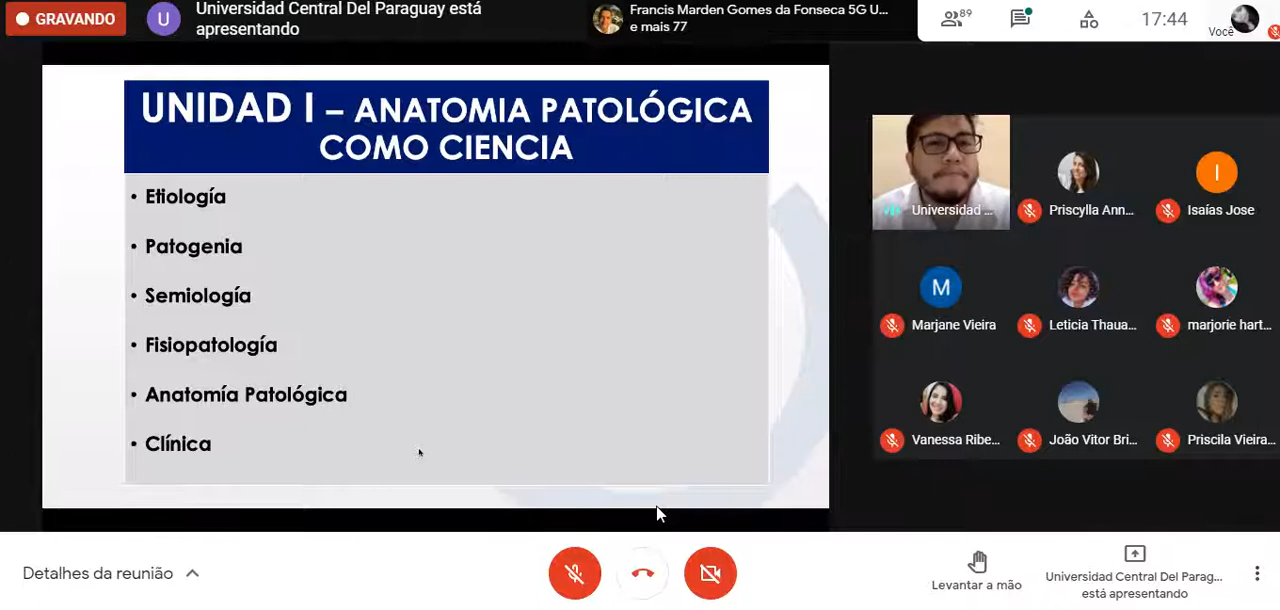 GRAVANDO
U
Universidad Central Del Paraguay está
apresentando
Francis Marden Gomes da Fonseca 5G U...
e mais 77
89
17:44
Você
UNIDAD I – ANATOMIA PATOLÓGICA
COMO CIENCIA
• Etiología
• Patogenia
• Semiología
• Fisiopatología
• Anatomía Patológica
• Clínica
Universidad ...
Priscylla Ann...
I
Isaías Jose
M
Marjane Vieira
Leticia Thaua...
marjorie hart...
Vanessa Ribe...
João Vitor Bri...
Priscila Vieira...
Detalhes da reunião
Levantar a mão
Universidad Central Del Parag...
está apresentando